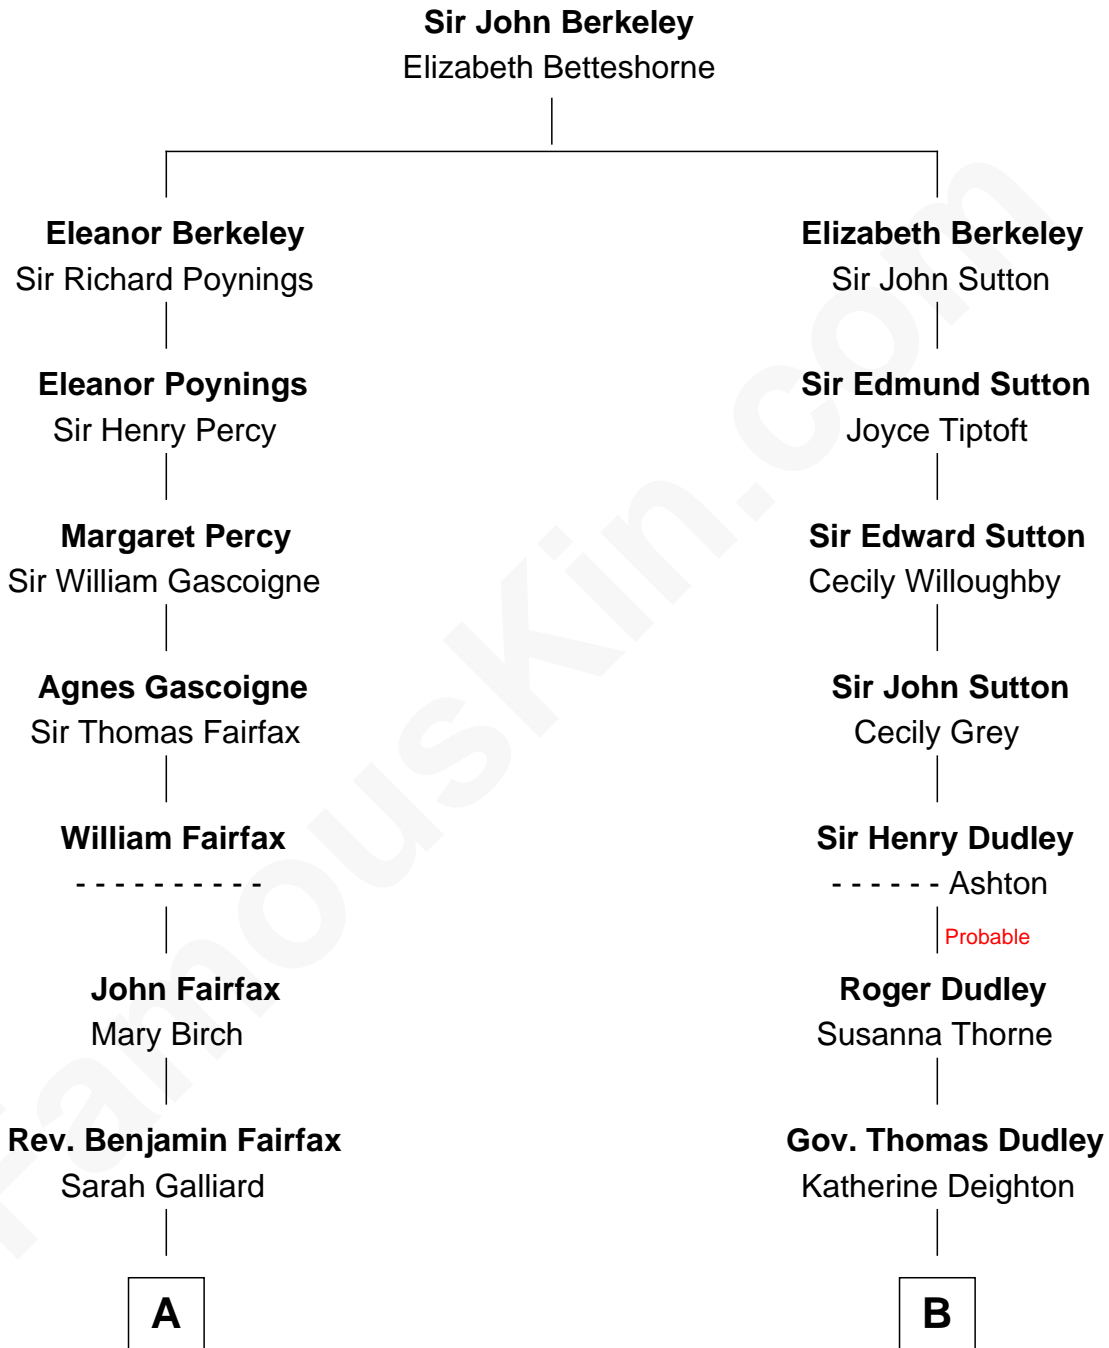 Sir John Berkeley
Elizabeth Betteshorne
Eleanor Berkeley
Sir Richard Poynings
Elizabeth Berkeley
Sir John Sutton
Eleanor Poynings
Sir Henry Percy
Sir Edmund Sutton
Joyce Tiptoft
Margaret Percy
Sir William Gascoigne
Sir Edward Sutton
Cecily Willoughby
Agnes Gascoigne
Sir Thomas Fairfax
Sir John Sutton
Cecily Grey
William Fairfax
- - - - - - - - - -
Sir Henry Dudley
- - - - - - Ashton
Probable
John Fairfax
Mary Birch
Roger Dudley
Susanna Thorne
Rev. Benjamin Fairfax
Sarah Galliard
Gov. Thomas Dudley
Katherine Deighton
A
B
FamousKin.com